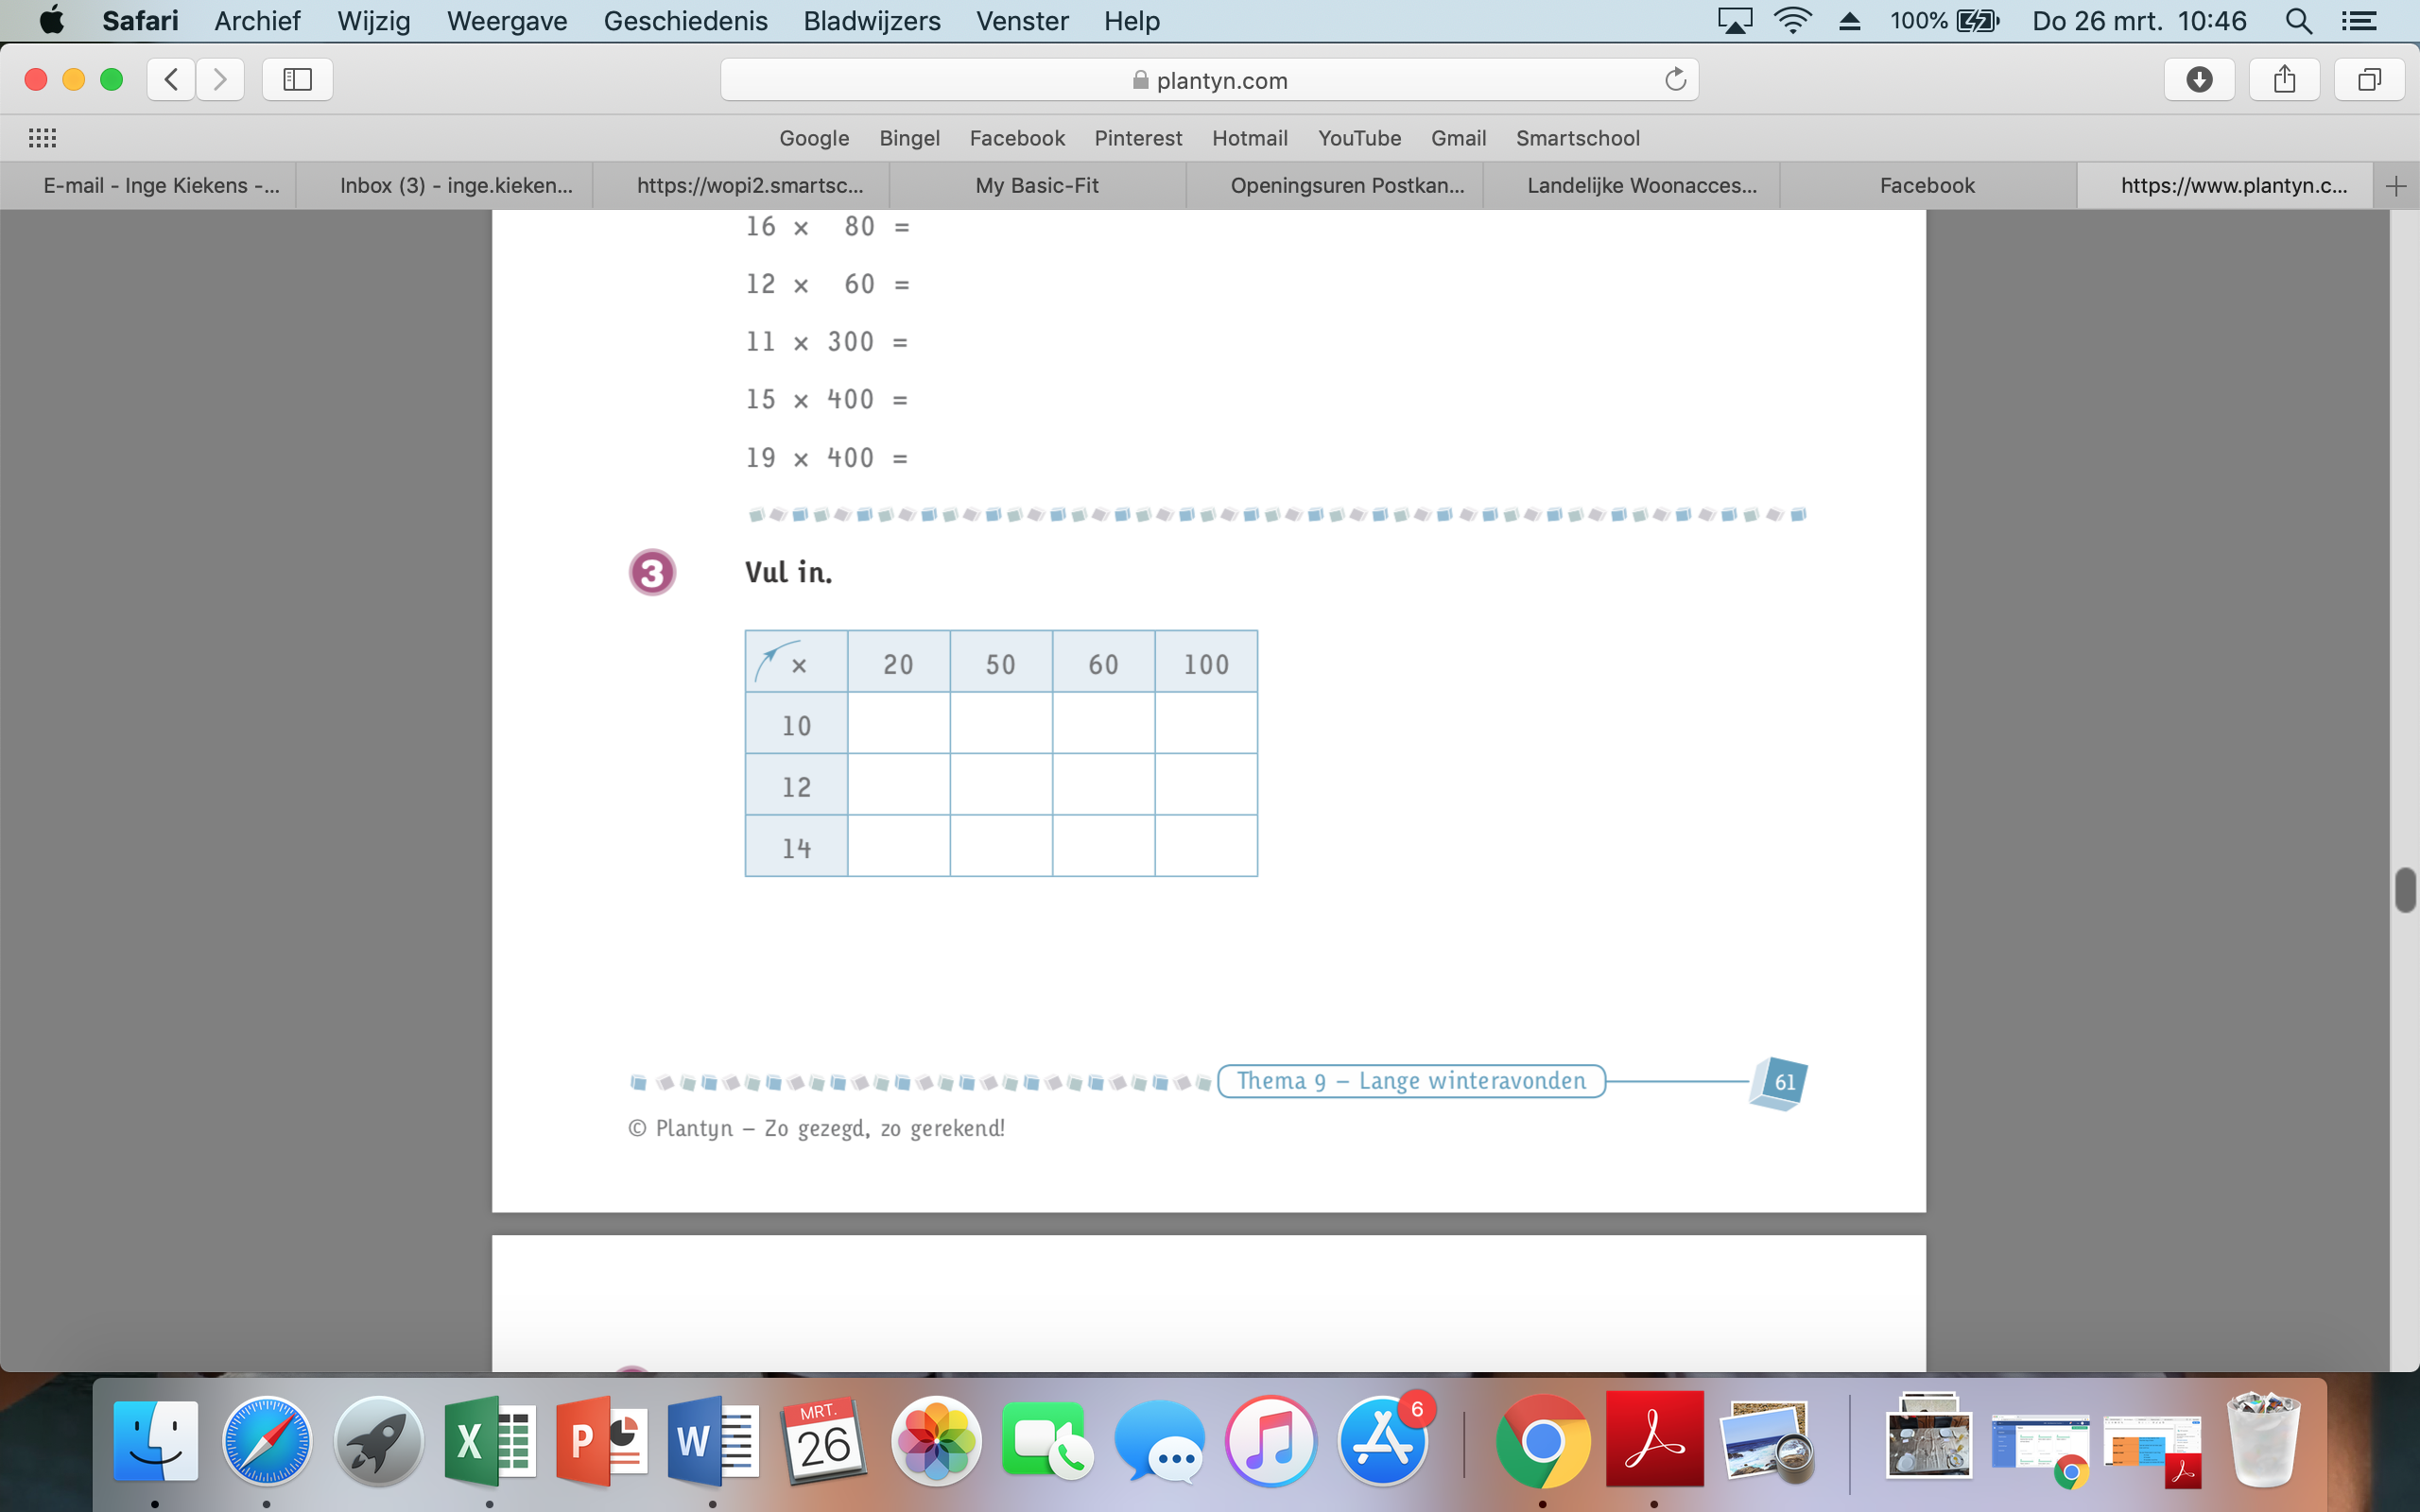 Safari Archief Wijzig Weergave Geschiedenis Bladwijzers Venster Help 100% Do 26 mrt. 10:46
plantyn.com
Google Bingel Facebook Pinterest Hotmail YouTube Gmail Smartschool
E-mail - Inge Kiekens -... Inbox (3) - inge.kieken... https://wopi2.smartsc... My Basic-Fit Openingsuren Postkan... Landelijke Woonacces... Facebook https://www.plantyn.c...
16 × 80 =
12 × 60 =
11 × 300 =
15 × 400 =
19 × 400 =
3 Vul in.
× 20 50 60 100
10
12
14
Thema 9 – Lange winteravonden 61
© Plantyn – Zo gezegd, zo gerekend!
X P W MRT. 26 6